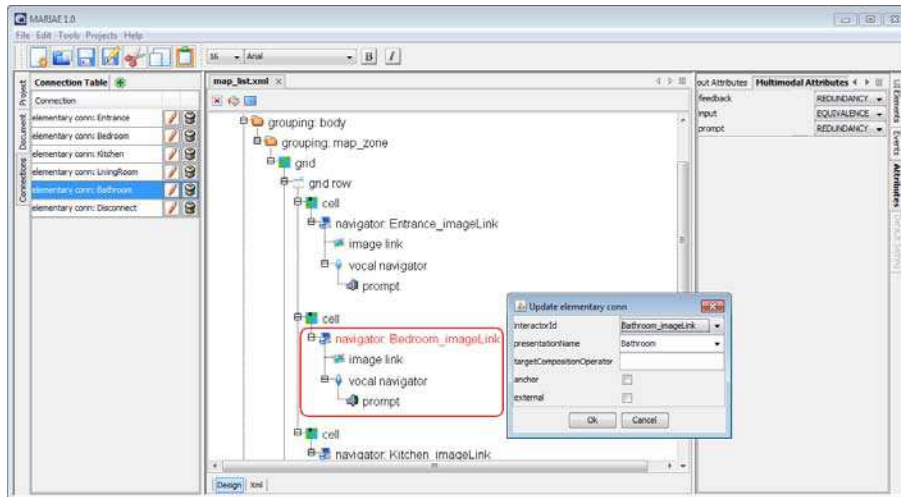 MARIAE 1.0
File Edit Tools Projects Help
16 Arial B I
Project
Document
Connections
Connection Table
Connection
elementary conn: Entrance
elementary conn: Bedroom
elementary conn: Kitchen
elementary conn: LivingRoom
elementary conn: Bathroom
elementary conn: Disconnect
map_list.xml
grouping: body
grouping: map_zone
grid
grid row
cell
navigator: Entrance_imageLink
image link
vocal navigator
prompt
cell
navigator: Bedroom_imageLink
image link
vocal navigator
prompt
cell
navigator: Kitchen_imageLink
Design Xml
Update elementary conn
interactorId Bathroom_imageLink
presentationName Bathroom
targetCompositionOperator
anchor
external
Ok Cancel
out Attributes Multimodal Attributes
feedback REDUNDANCY
input EQUIVALENCE
prompt REDUNDANCY
UI Elements
Events
Attributes
Default Setting